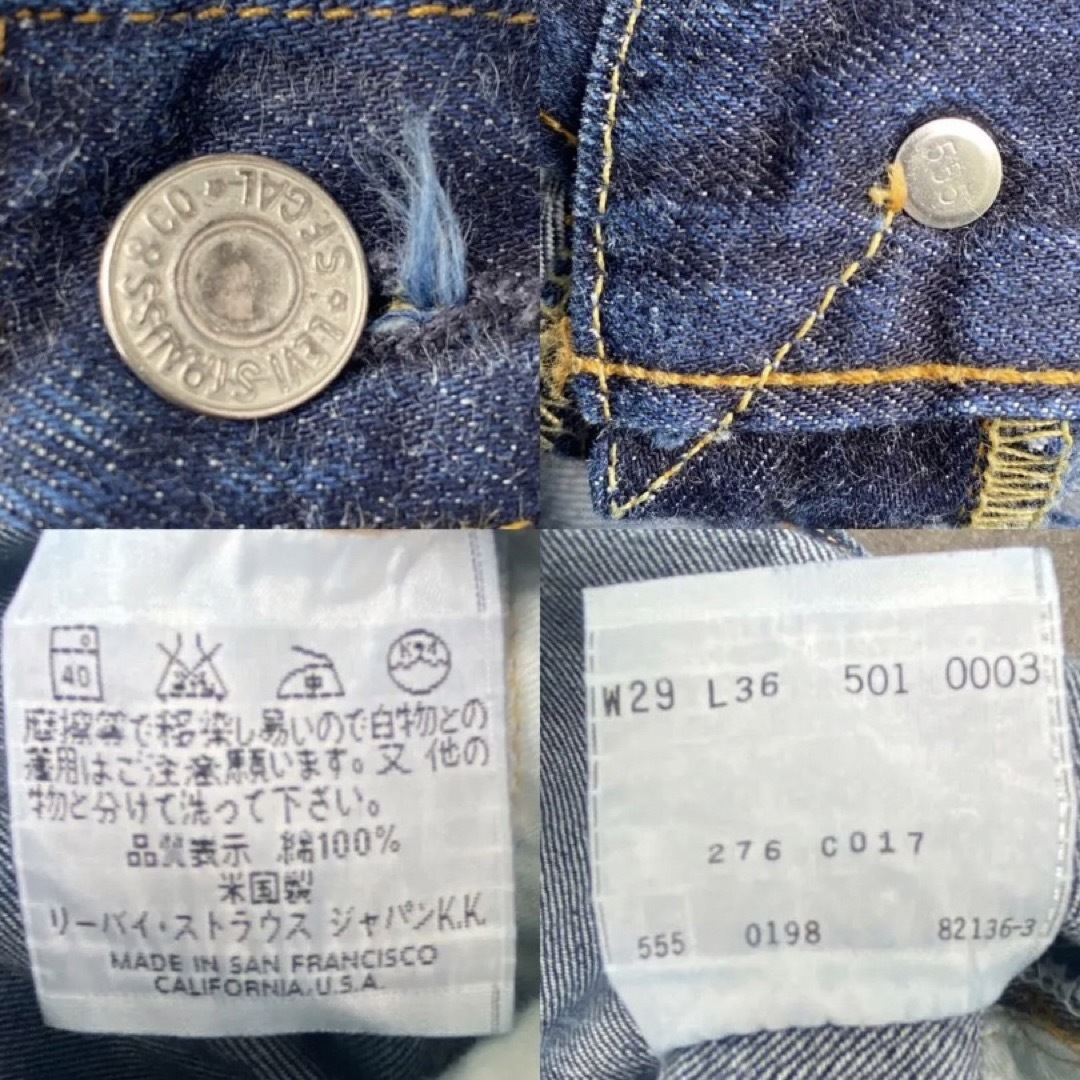 LEVI STRAUSS & CO ★ S.F. CAL ★
555
40
中
摩擦等で移染し易いので白物との
着用はご注意願います。又 他の
物と分けて洗って下さい。
品質表示 綿100%
米国製
リーバイ・ストラウス ジャパンK.K.
MADE IN SAN FRANCISCO
CALIFORNIA, U.S.A.
W29 L36 501 0003
276 C017
555 0198 82136-3